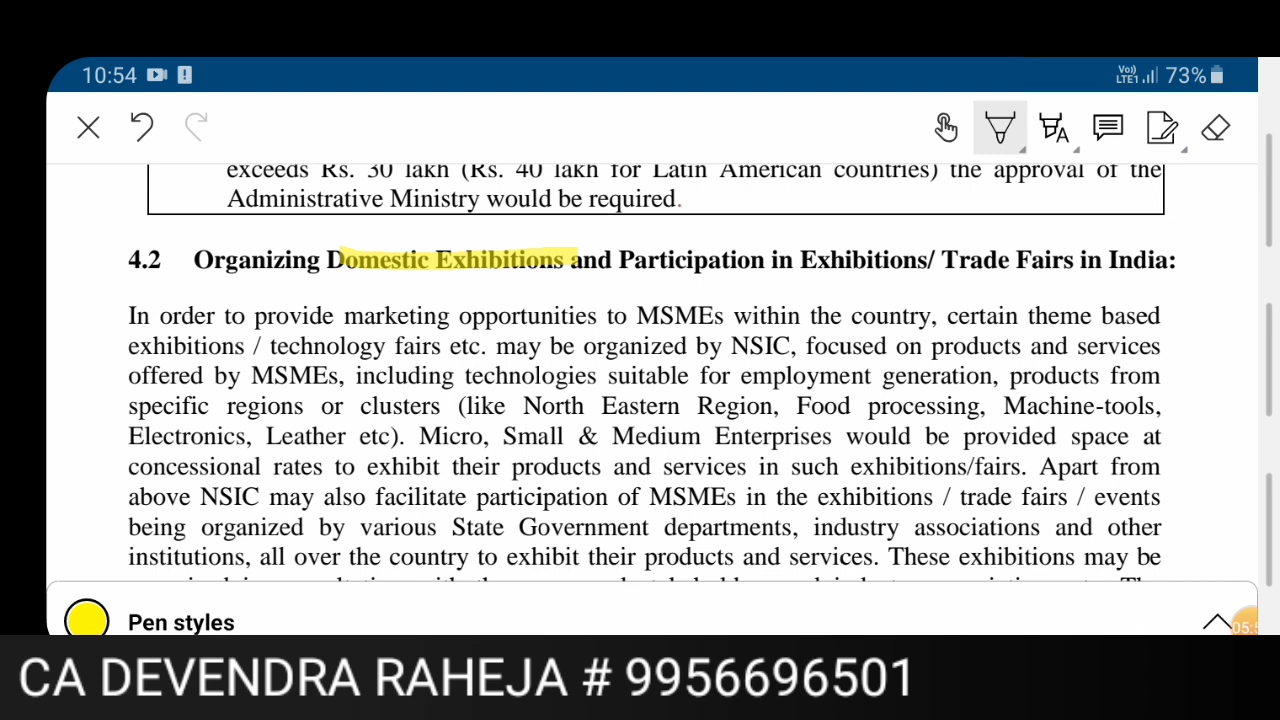 10:54
Vo)) LTE1 73%
exceeds Rs. 30 lakh (Rs. 40 lakh for Latin American countries) the approval of the
Administrative Ministry would be required.
4.2 Organizing Domestic Exhibitions and Participation in Exhibitions/ Trade Fairs in India:
In order to provide marketing opportunities to MSMEs within the country, certain theme based
exhibitions / technology fairs etc. may be organized by NSIC, focused on products and services
offered by MSMEs, including technologies suitable for employment generation, products from
specific regions or clusters (like North Eastern Region, Food processing, Machine-tools,
Electronics, Leather etc). Micro, Small & Medium Enterprises would be provided space at
concessional rates to exhibit their products and services in such exhibitions/fairs. Apart from
above NSIC may also facilitate participation of MSMEs in the exhibitions / trade fairs / events
being organized by various State Government departments, industry associations and other
institutions, all over the country to exhibit their products and services. These exhibitions may be
Pen styles
CA DEVENDRA RAHEJA # 9956696501